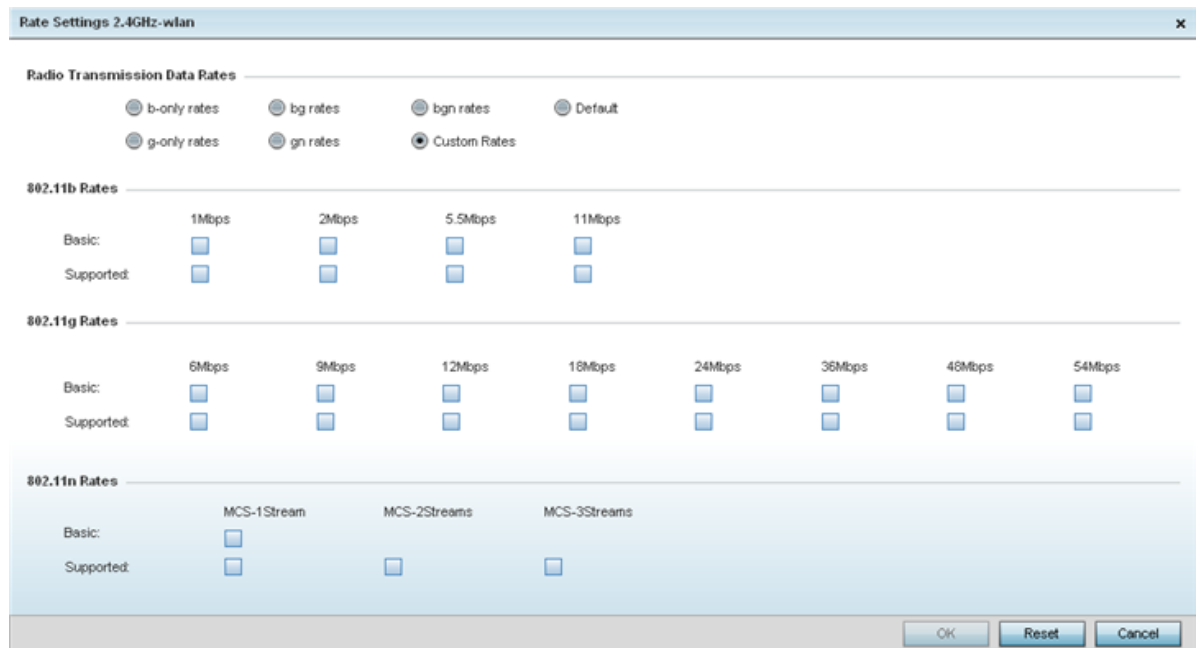 Rate Settings 2.4GHz-wlan x
Radio Transmission Data Rates
b-only rates bg rates bgn rates Default
g-only rates gn rates Custom Rates
802.11b Rates
1Mbps 2Mbps 5.5Mbps 11Mbps
Basic:
Supported:
802.11g Rates
6Mbps 9Mbps 12Mbps 18Mbps 24Mbps 36Mbps 48Mbps 54Mbps
Basic:
Supported:
802.11n Rates
MCS-1Stream MCS-2Streams MCS-3Streams
Basic:
Supported:
OK Reset Cancel